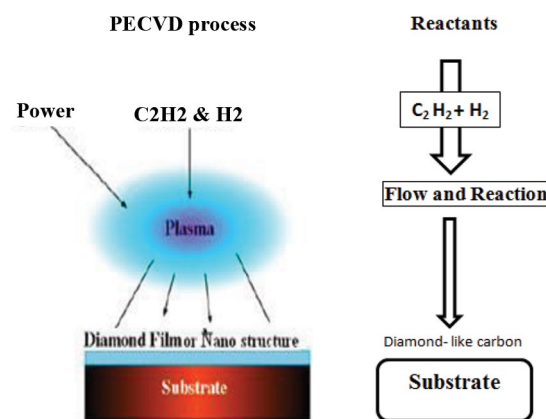 PECVD process
Power
C2H2 & H2
Plasma
Diamond Film or Nano structure
Substrate
Reactants
C₂ H₂ + H₂
Flow and Reaction
Diamond- like carbon
Substrate